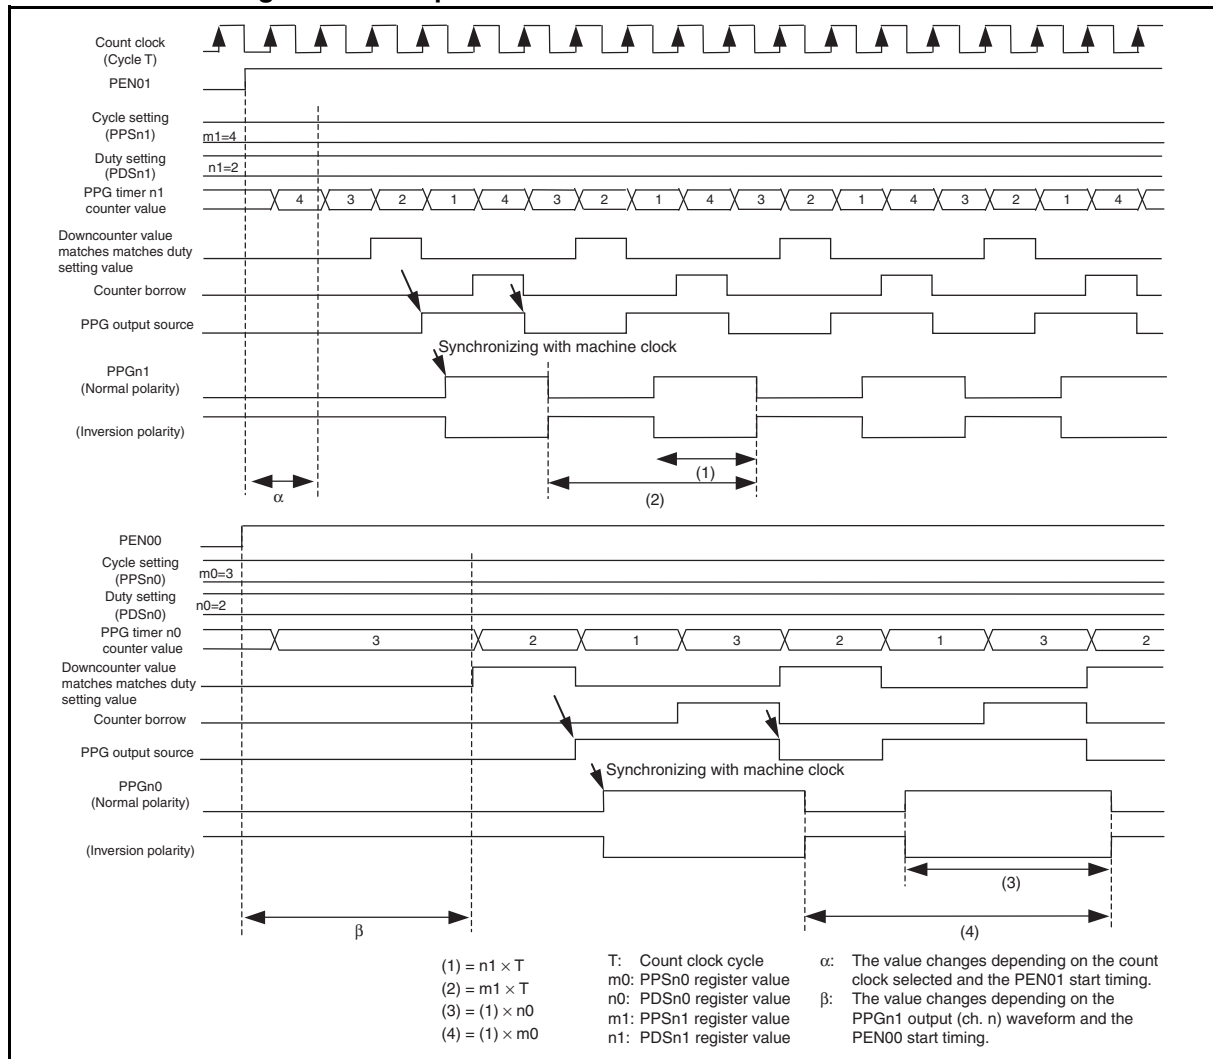 Count clock
(Cycle T)
PEN01
Cycle setting
(PPSn1)
m1=4
Duty setting
(PDSn1)
n1=2
PPG timer n1
counter value
4 3 2 1 4 3 2 1 4 3 2 1 4 3 2 1 4
Downcounter value
matches matches duty
setting value
Counter borrow
PPG output source
Synchronizing with machine clock
PPGn1
(Normal polarity)
(Inversion polarity)
(1)
(2)
α
PEN00
Cycle setting
(PPSn0)
m0=3
Duty setting
(PDSn0)
n0=2
PPG timer n0
counter value
3 2 1 3 2 1 3 2
Downcounter value
matches matches duty
setting value
Counter borrow
PPG output source
Synchronizing with machine clock
PPGn0
(Normal polarity)
(Inversion polarity)
(3)
(4)
β
(1) = n1 × T
(2) = m1 × T
(3) = (1) × n0
(4) = (1) × m0
T: Count clock cycle
m0: PPSn0 register value
n0: PDSn0 register value
m1: PPSn1 register value
n1: PDSn1 register value
α: The value changes depending on the count
clock selected and the PEN01 start timing.
β: The value changes depending on the
PPGn1 output (ch. n) waveform and the
PEN00 start timing.